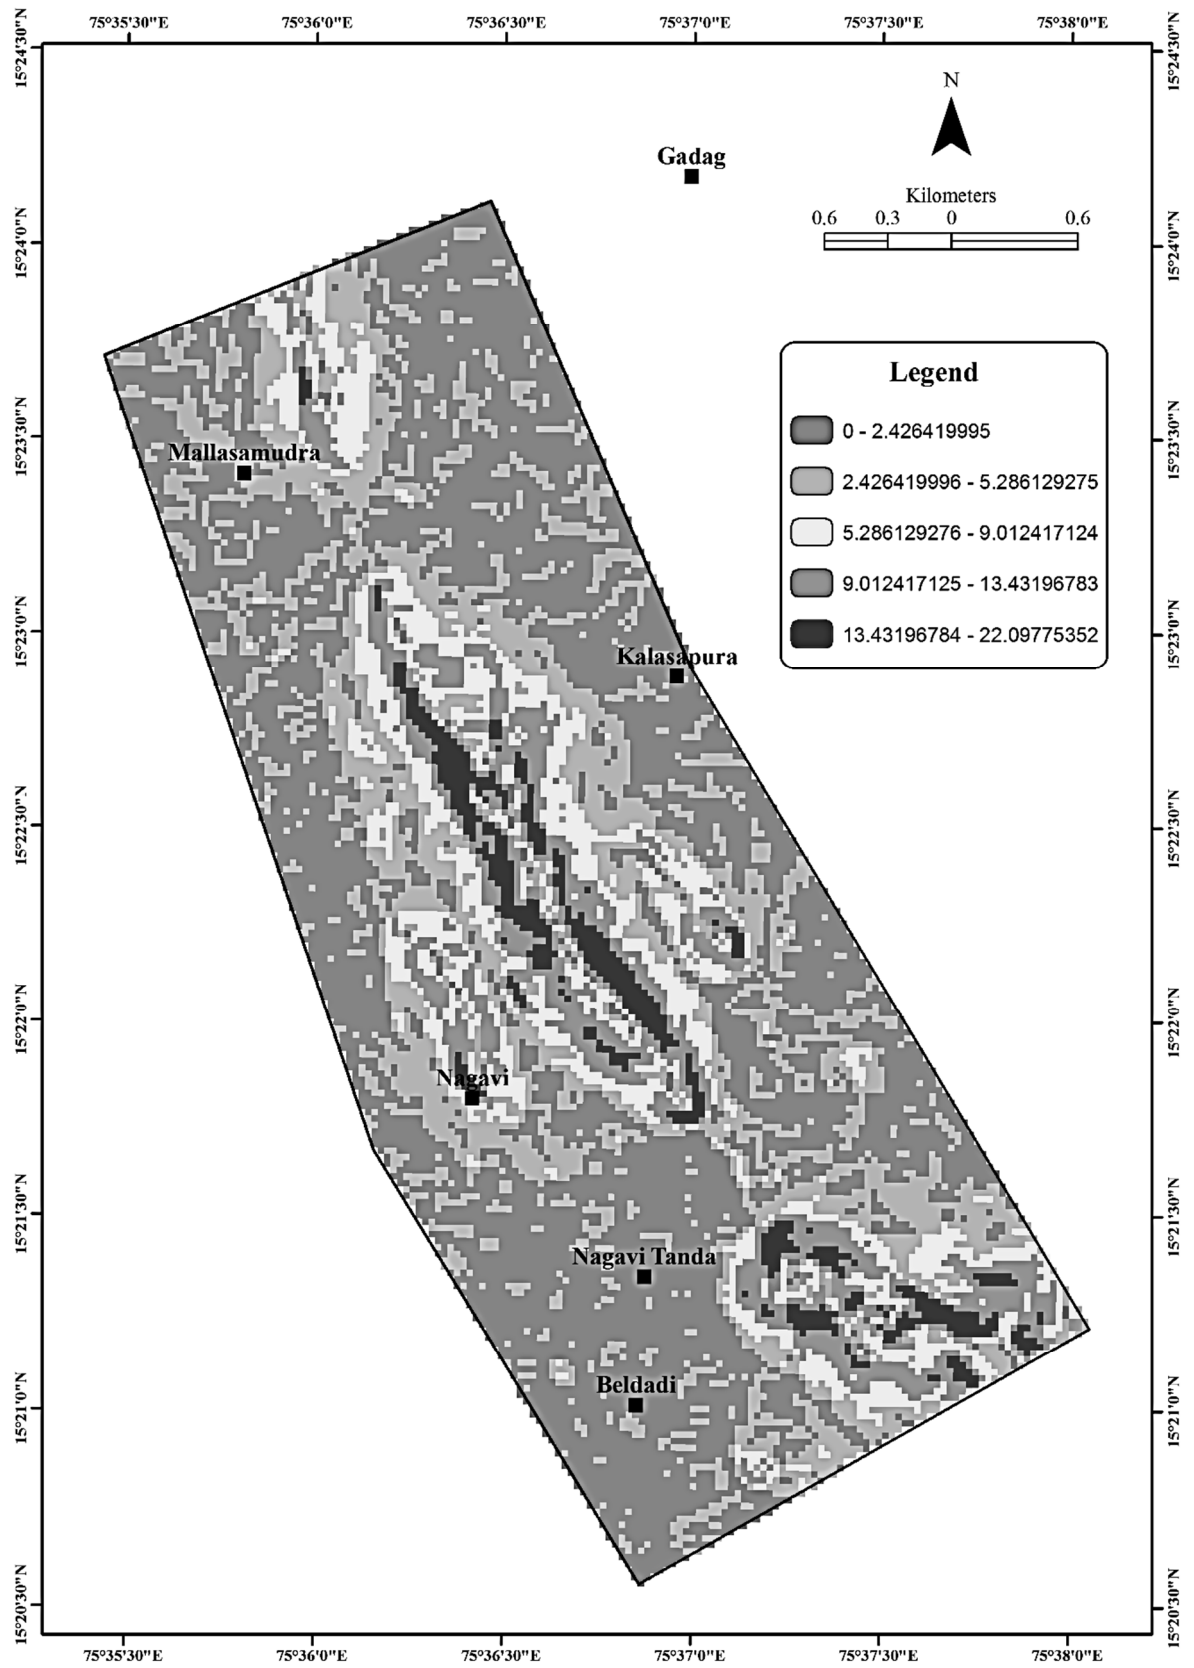 75°35'30"E 75°36'0"E 75°36'30"E 75°37'0"E 75°37'30"E 75°38'0"E
15°24'30"N 15°24'30"N
N
Gadag
Kilometers
0.6 0.3 0 0.6
15°24'0"N 15°24'0"N
Legend
0 - 2.426419995
2.426419996 - 5.286129275
5.286129276 - 9.012417124
9.012417125 - 13.43196783
13.43196784 - 22.09775352
15°23'30"N 15°23'30"N
Mallasamudra
15°23'0"N 15°23'0"N
Kalasapura
15°22'30"N 15°22'30"N
15°22'0"N 15°22'0"N
Nagavi
15°21'30"N 15°21'30"N
Nagavi Tanda
Beldadi
15°21'0"N 15°21'0"N
15°20'30"N 15°20'30"N
75°35'30"E 75°36'0"E 75°36'30"E 75°37'0"E 75°37'30"E 75°38'0"E